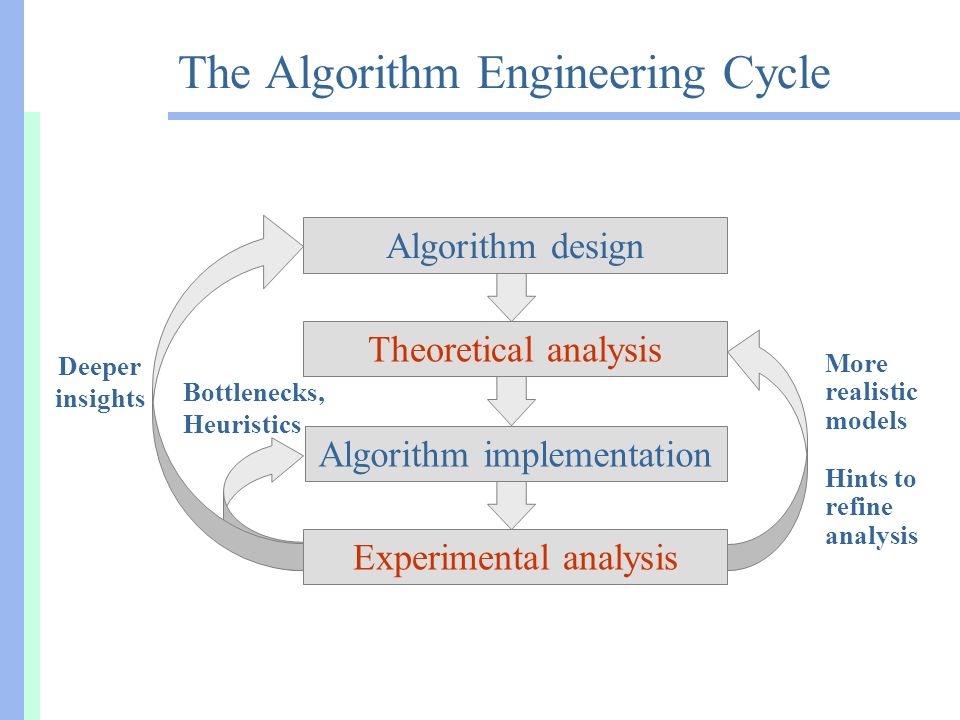 The Algorithm Engineering Cycle
Algorithm design
Theoretical analysis
Deeper
insights
Bottlenecks,
Heuristics
More
realistic
models
Algorithm implementation
Hints to
refine
analysis
Experimental analysis